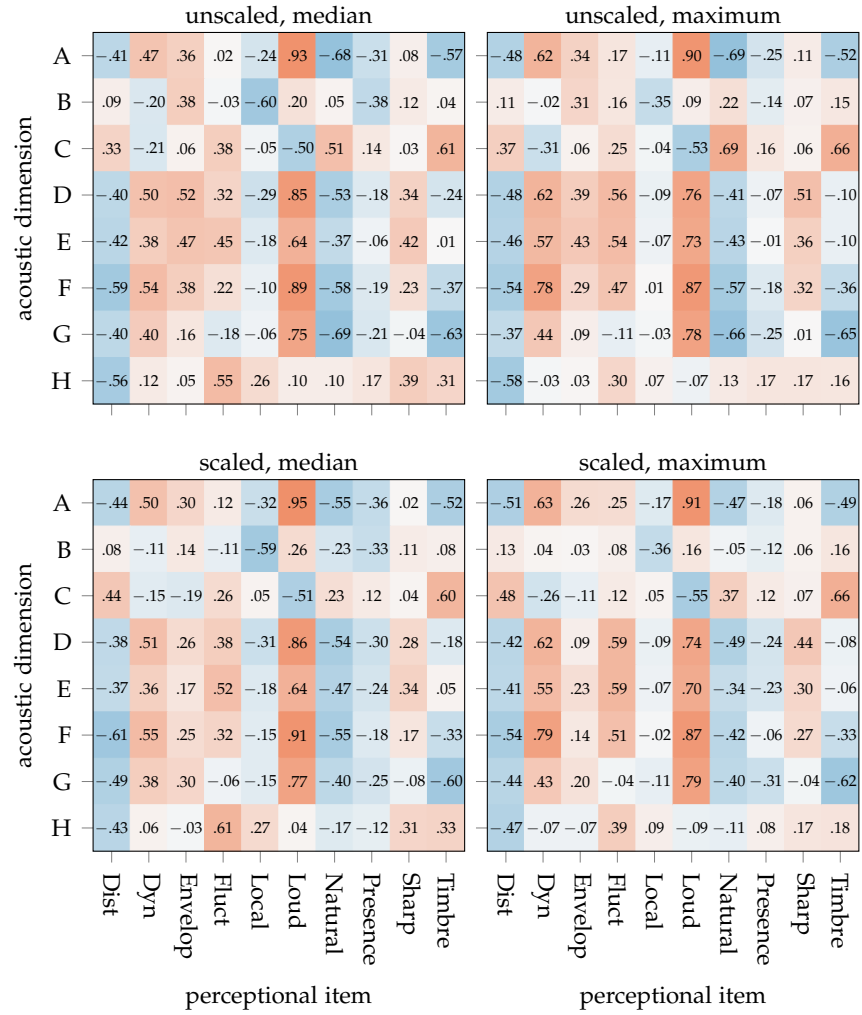 unscaled, median
A −.41 .47 .36 .02 −.24 .93 −.68 −.31 .08 −.57
B .09 −.20 .38 −.03 −.60 .20 .05 −.38 .12 .04
C .33 −.21 .06 .38 −.05 −.50 .51 .14 .03 .61
D −.40 .50 .52 .32 −.29 .85 −.53 −.18 .34 −.24
E −.42 .38 .47 .45 −.18 .64 −.37 −.06 .42 .01
F −.59 .54 .38 .22 −.10 .89 −.58 −.19 .23 −.37
G −.40 .40 .16 −.18 −.06 .75 −.69 −.21 −.04 −.63
H −.56 .12 .05 .55 .26 .10 .10 .17 .39 .31
acoustic dimension
unscaled, maximum
−.48 .62 .34 .17 −.11 .90 −.69 −.25 .11 −.52
.11 −.02 .31 .16 −.35 .09 .22 −.14 .07 .15
.37 −.31 .06 .25 −.04 −.53 .69 .16 .06 .66
−.48 .62 .39 .56 −.09 .76 −.41 −.07 .51 −.10
−.46 .57 .43 .54 −.07 .73 −.43 −.01 .36 −.10
−.54 .78 .29 .47 .01 .87 −.57 −.18 .32 −.36
−.37 .44 .09 −.11 −.03 .78 −.66 −.25 .01 −.65
−.58 −.03 .03 .30 .07 −.07 .13 .17 .17 .16
scaled, median
A −.44 .50 .30 .12 −.32 .95 −.55 −.36 .02 −.52
B .08 −.11 .14 −.11 −.59 .26 −.23 −.33 .11 .08
C .44 −.15 −.19 .26 .05 −.51 .23 .12 .04 .60
D −.38 .51 .26 .38 −.31 .86 −.54 −.30 .28 −.18
E −.37 .36 .17 .52 −.18 .64 −.47 −.24 .34 .05
F −.61 .55 .25 .32 −.15 .91 −.55 −.18 .17 −.33
G −.49 .38 .30 −.06 −.15 .77 −.40 −.25 −.08 −.60
H −.43 .06 −.03 .61 .27 .04 −.17 −.12 .31 .33
acoustic dimension
Dist Dyn Envelop Fluct Local Loud Natural Presence Sharp Timbre
perceptional item
scaled, maximum
−.51 .63 .26 .25 −.17 .91 −.47 −.18 .06 −.49
.13 .04 .03 .08 −.36 .16 −.05 −.12 .06 .16
.48 −.26 −.11 .12 .05 −.55 .37 .12 .07 .66
−.42 .62 .09 .59 −.09 .74 −.49 −.24 .44 −.08
−.41 .55 .23 .59 −.07 .70 −.34 −.23 .30 −.06
−.54 .79 .14 .51 −.02 .87 −.42 −.06 .27 −.33
−.44 .43 .20 −.04 −.11 .79 −.40 −.31 −.04 −.62
−.47 −.07 −.07 .39 .09 −.09 −.11 .08 .17 .18
Dist Dyn Envelop Fluct Local Loud Natural Presence Sharp Timbre
perceptional item